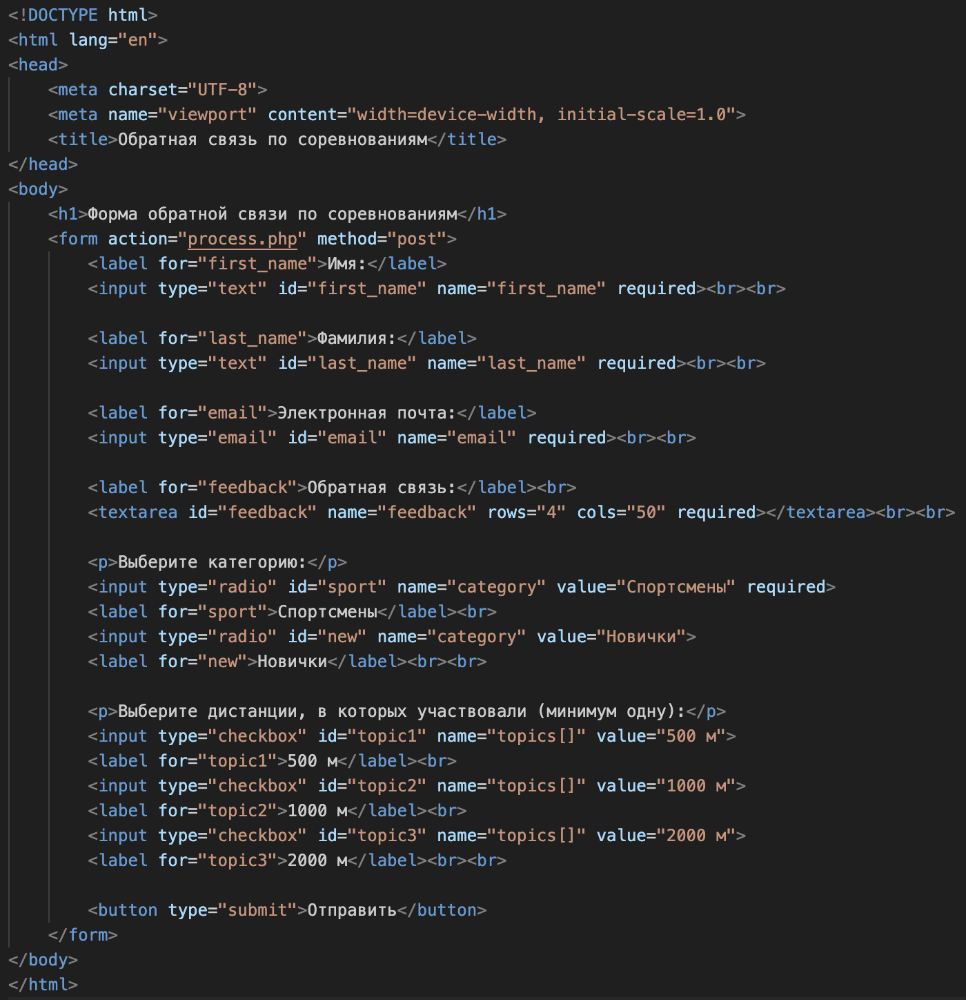 <!DOCTYPE html>
<html lang="en">
<head>
    <meta charset="UTF-8">
    <meta name="viewport" content="width=device-width, initial-scale=1.0">
    <title>Обратная связь по соревнованиям</title>
</head>
<body>
    <h1>Форма обратной связи по соревнованиям</h1>
    <form action="process.php" method="post">
        <label for="first_name">Имя:</label>
        <input type="text" id="first_name" name="first_name" required><br><br>

        <label for="last_name">Фамилия:</label>
        <input type="text" id="last_name" name="last_name" required><br><br>

        <label for="email">Электронная почта:</label>
        <input type="email" id="email" name="email" required><br><br>

        <label for="feedback">Обратная связь:</label><br>
        <textarea id="feedback" name="feedback" rows="4" cols="50" required></textarea><br><br>

        <p>Выберите категорию:</p>
        <input type="radio" id="sport" name="category" value="Спортсмены" required>
        <label for="sport">Спортсмены</label><br>
        <input type="radio" id="new" name="category" value="Новички">
        <label for="new">Новички</label><br><br>

        <p>Выберите дистанции, в которых участвовали (минимум одну):</p>
        <input type="checkbox" id="topic1" name="topics[]" value="500 м">
        <label for="topic1">500 м</label><br>
        <input type="checkbox" id="topic2" name="topics[]" value="1000 м">
        <label for="topic2">1000 м</label><br>
        <input type="checkbox" id="topic3" name="topics[]" value="2000 м">
        <label for="topic3">2000 м</label><br><br>

        <button type="submit">Отправить</button>
    </form>
</body>
</html>